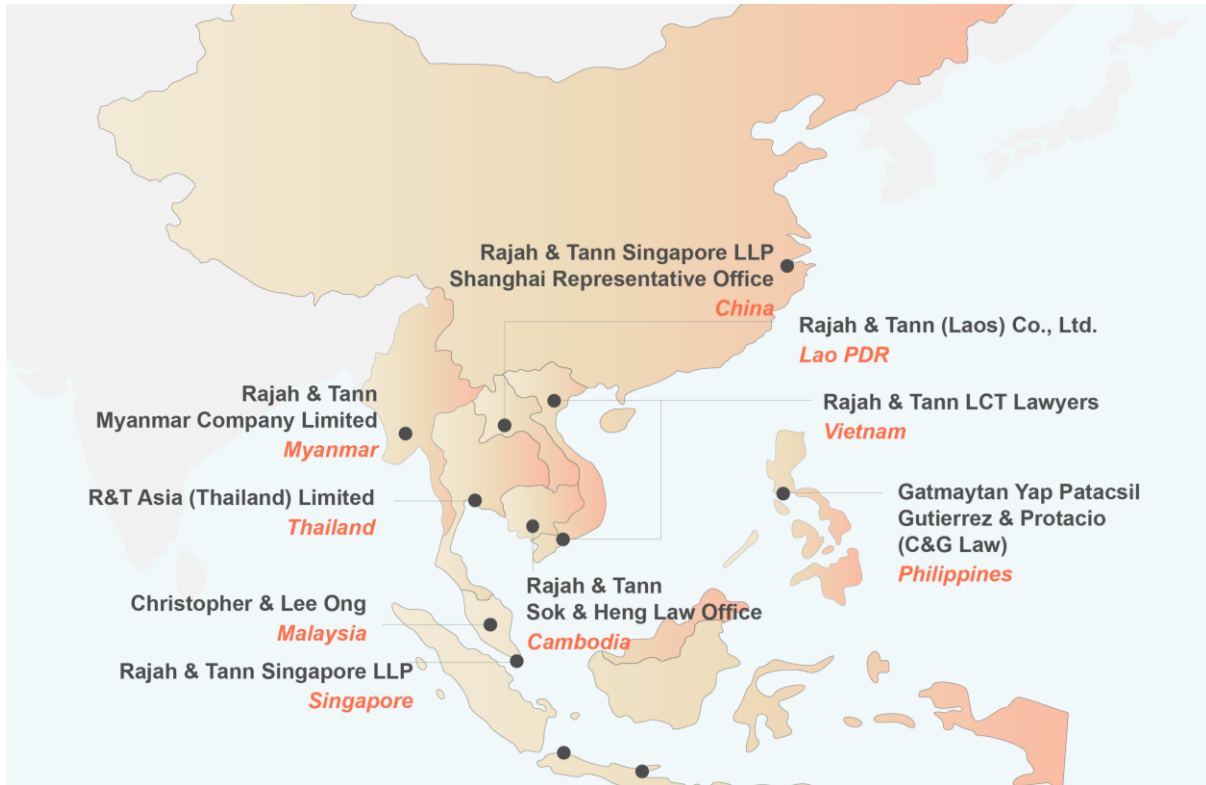 Rajah & Tann Singapore LLP
Shanghai Representative Office
China
Rajah & Tann (Laos) Co., Ltd.
Lao PDR
Rajah & Tann
Myanmar Company Limited
Myanmar
Rajah & Tann LCT Lawyers
Vietnam
R&T Asia (Thailand) Limited
Thailand
Gatmaytan Yap Patacsil
Gutierrez & Protacio
(C&G Law)
Philippines
Rajah & Tann
Sok & Heng Law Office
Cambodia
Christopher & Lee Ong
Malaysia
Rajah & Tann Singapore LLP
Singapore